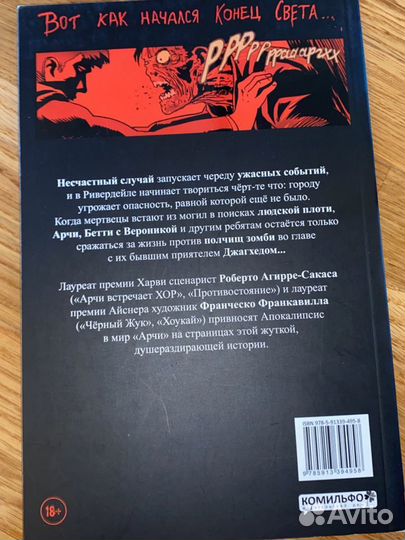 Вот как начался конец света...
РРРРррраааргхх
Несчастный случай запускает череду ужасных событий,
и в Ривердейле начинает твориться чёрт-те что: городу
угрожает опасность, равной которой ещё не было.
Когда мертвецы встают из могил в поисках людской плоти,
Арчи, Бетти с Вероникой и другим ребятам остаётся только
сражаться за жизнь против полчищ зомби во главе
с их бывшим приятелем Джагхедом...
Лауреат премии Харви сценарист Роберто Агирре-Сакаса
(«Арчи встречает ХОР», «Противостояние») и лауреат
премии Айснера художник Франческо Франкавилла
(«Чёрный Жук», «Хоукай») привносят Апокалипсис
в мир «Арчи» на страницах этой жуткой,
душераздирающей истории.
ISBN 978-5-91339-495-8
9 785913 394958
18+
КОМИЛЬФО
Avito